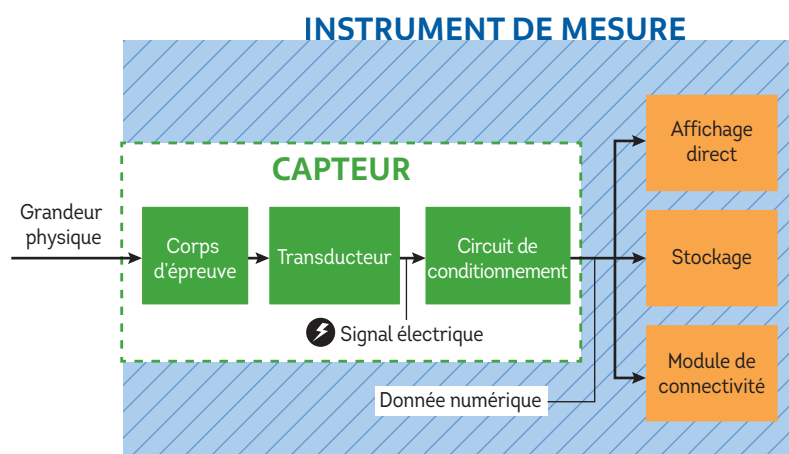 INSTRUMENT DE MESURE
CAPTEUR
Grandeur
physique
Corps
d'épreuve
Transducteur
Circuit de
conditionnement
Signal électrique
Donnée numérique
Affichage
direct
Stockage
Module de
connectivité